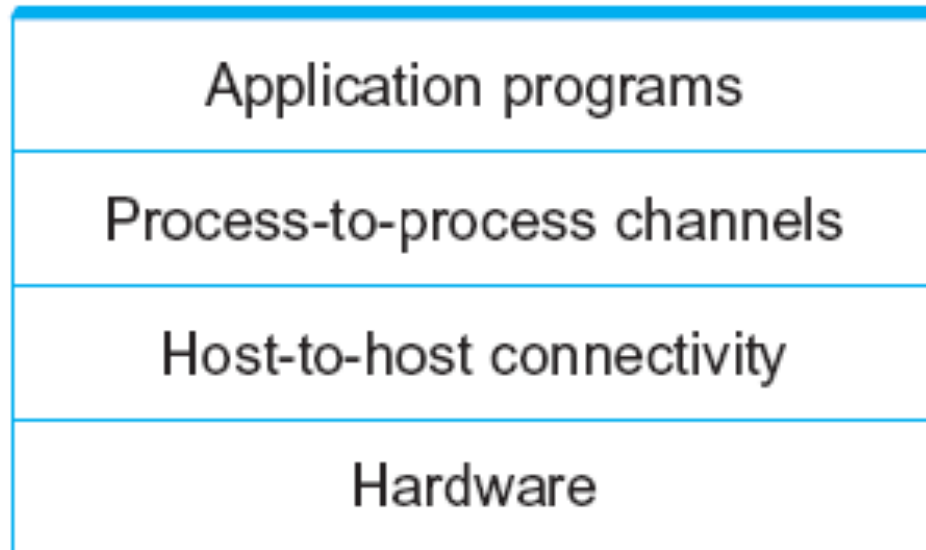 Application programs
Process-to-process channels
Host-to-host connectivity
Hardware